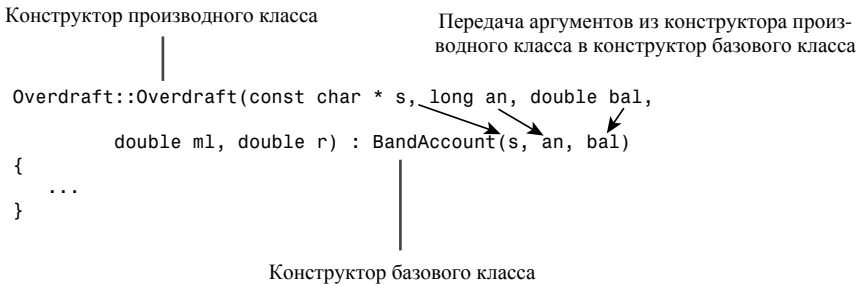 Конструктор производного класса
Передача аргументов из конструктора произ-
водного класса в конструктор базового класса
Overdraft::Overdraft(const char * s, long an, double bal,
double ml, double r) : BandAccount(s, an, bal)
{
...
}
Конструктор базового класса